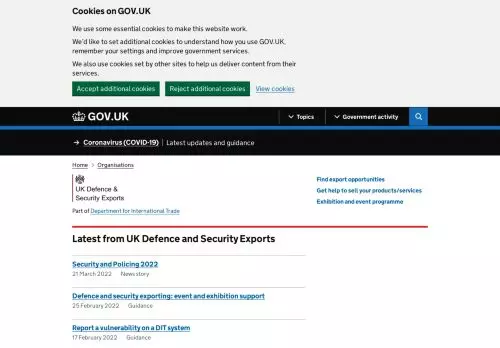 Cookies on GOV.UK
We use some essential cookies to make this website work.
We'd like to set additional cookies to understand how you use GOV.UK,
remember your settings and improve government services.
We also use cookies set by other sites to help us deliver content from their
services.
Accept additional cookies
Reject additional cookies
View cookies
GOV.UK
Topics
Government activity
→ Coronavirus (COVID-19)
Latest updates and guidance
Home > Organisations
UK Defence &
Security Exports
Part of Department for International Trade
Find export opportunities
Get help to sell your products/services
Exhibition and event programme
Latest from UK Defence and Security Exports
Security and Policing 2022
21 March 2022 News story
Defence and security exporting: event and exhibition support
25 February 2022 Guidance
Report a vulnerability on a DIT system
17 February 2022 Guidance